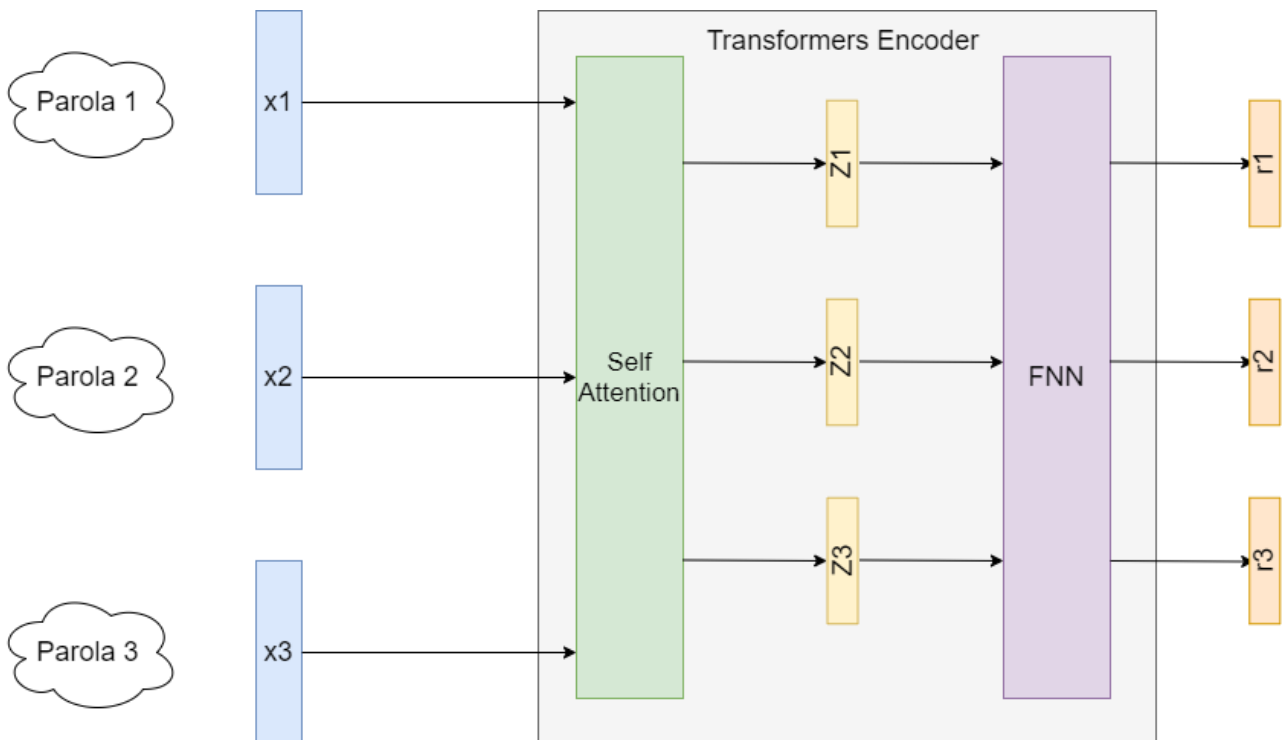 Transformers Encoder
Parola 1
x1
Z1
r1
Parola 2
x2
Self
Attention
Z2
FNN
r2
Parola 3
x3
Z3
r3